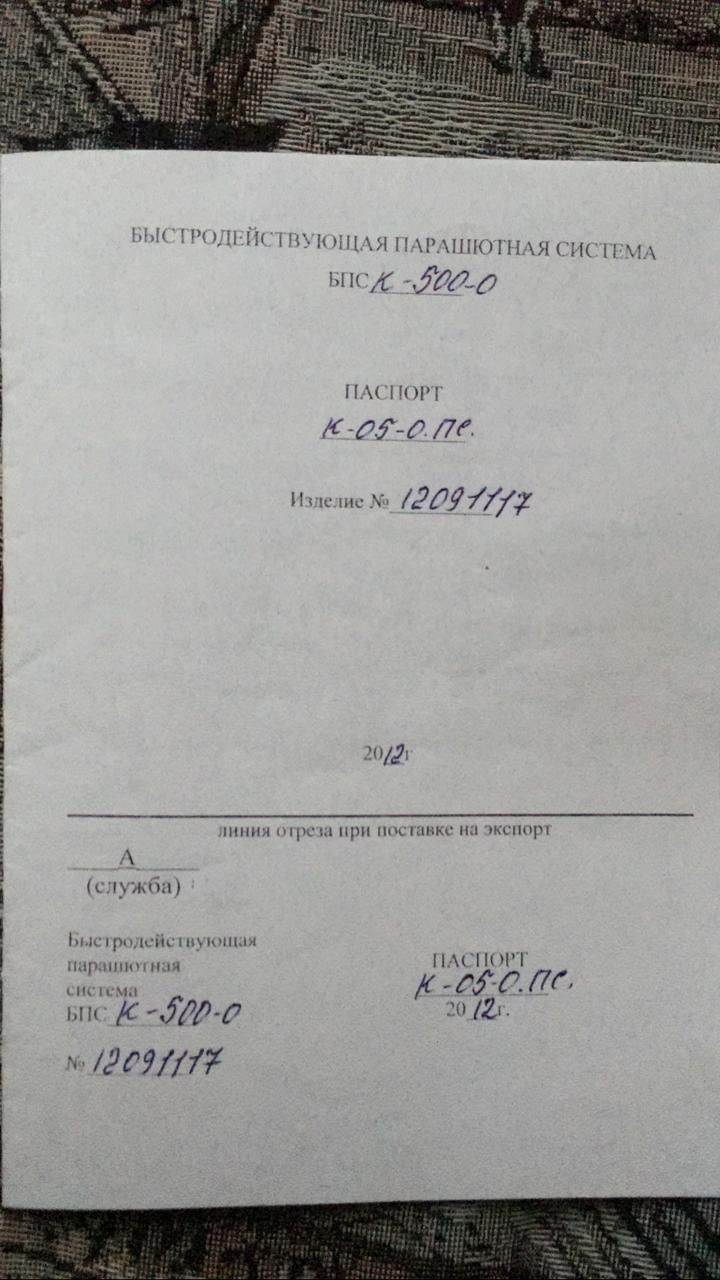 БЫСТРОДЕЙСТВУЮЩАЯ ПАРАШЮТНАЯ СИСТЕМА
БПС К-500-0
ПАСПОРТ
К-05-0.ПС.
Изделие № 12091117
2012г
линия отреза при поставке на экспорт
А
(служба)
Быстродействующая
парашютная
система
БПС К-500-0
№ 12091117
ПАСПОРТ
К-05-0.ПС.
2012г.